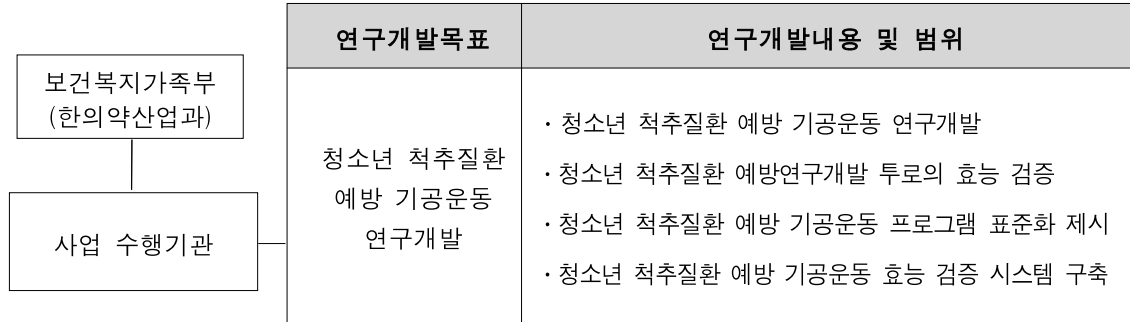 보건복지가족부
(한의약산업과)
사업 수행기관
연구개발목표
연구개발내용 및 범위
청소년 척추질환
예방 기공운동
연구개발
· 청소년 척추질환 예방 기공운동 연구개발
· 청소년 척추질환 예방연구개발 투로의 효능 검증
· 청소년 척추질환 예방 기공운동 프로그램 표준화 제시
· 청소년 척추질환 예방 기공운동 효능 검증 시스템 구축